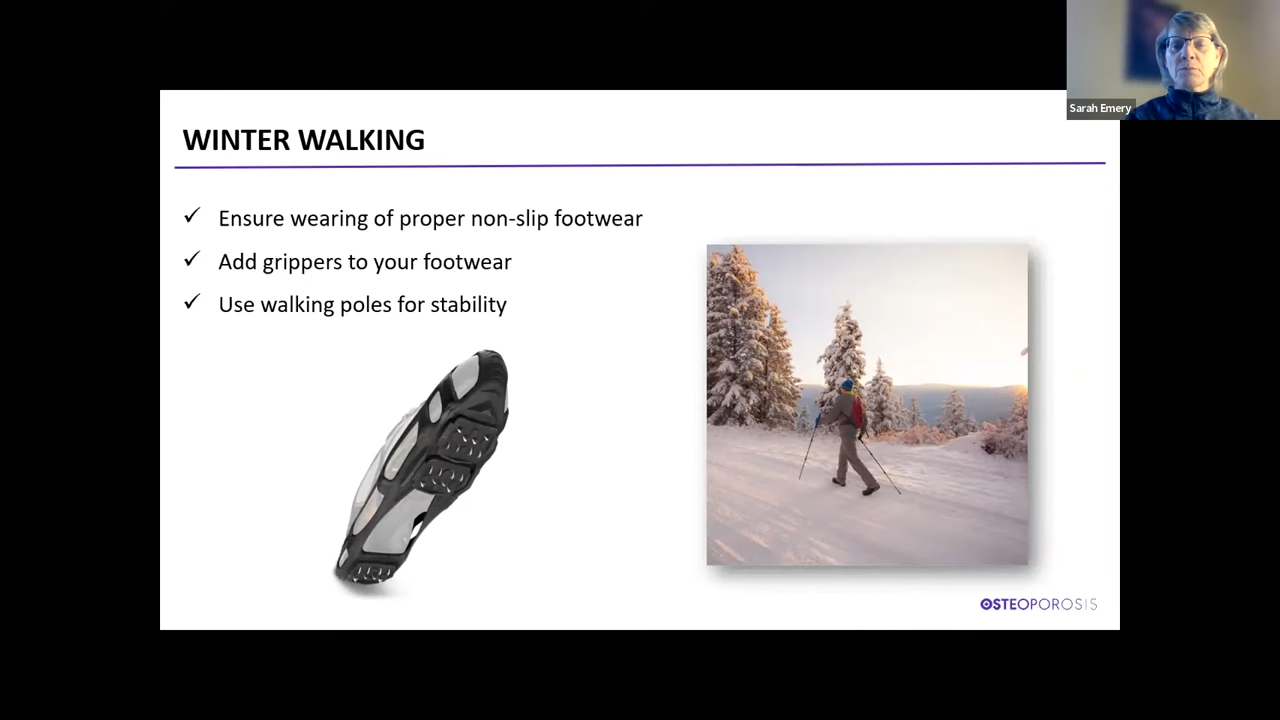 Sarah Emery
WINTER WALKING
✓ Ensure wearing of proper non-slip footwear
✓ Add grippers to your footwear
✓ Use walking poles for stability
OSTEOPOROSIS